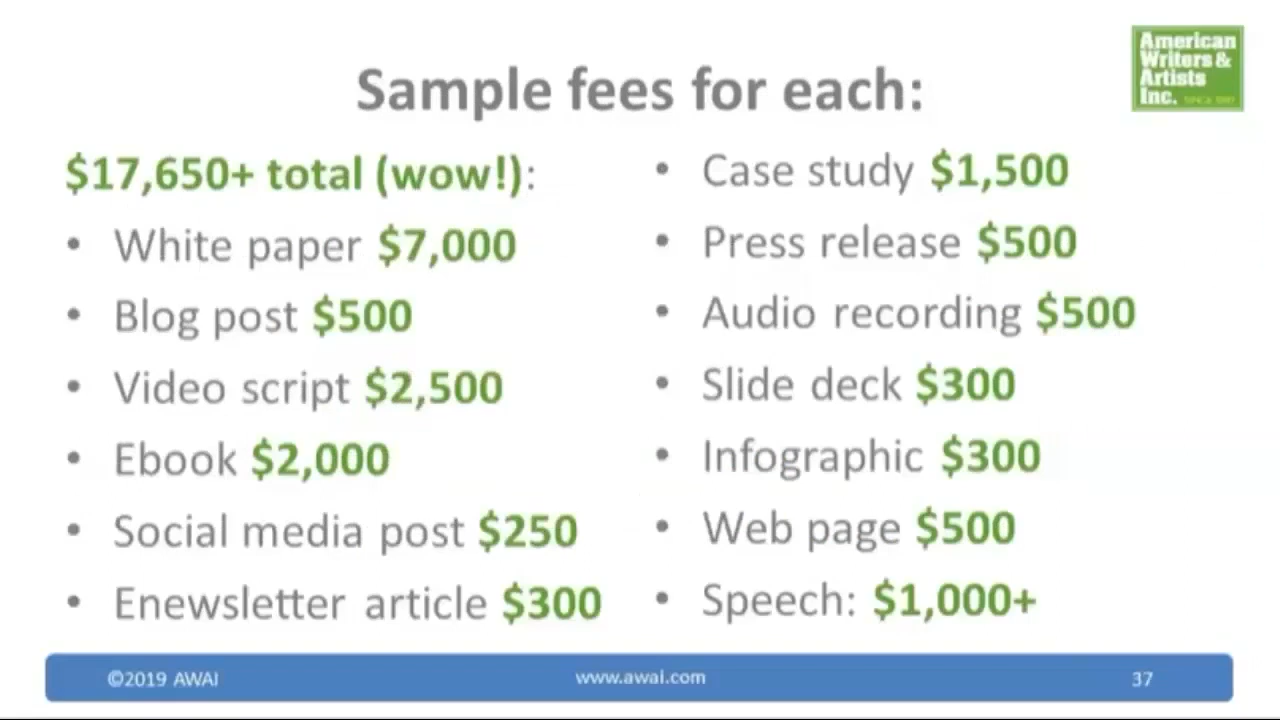 American
Writers &
Artists
Inc.
Sample fees for each:
$17,650+ total (wow!):
• White paper $7,000
• Blog post $500
• Video script $2,500
• Ebook $2,000
• Social media post $250
• Enewsletter article $300
• Case study $1,500
• Press release $500
• Audio recording $500
• Slide deck $300
• Infographic $300
• Web page $500
• Speech: $1,000+
©2019 AWAI
www.awai.com
37